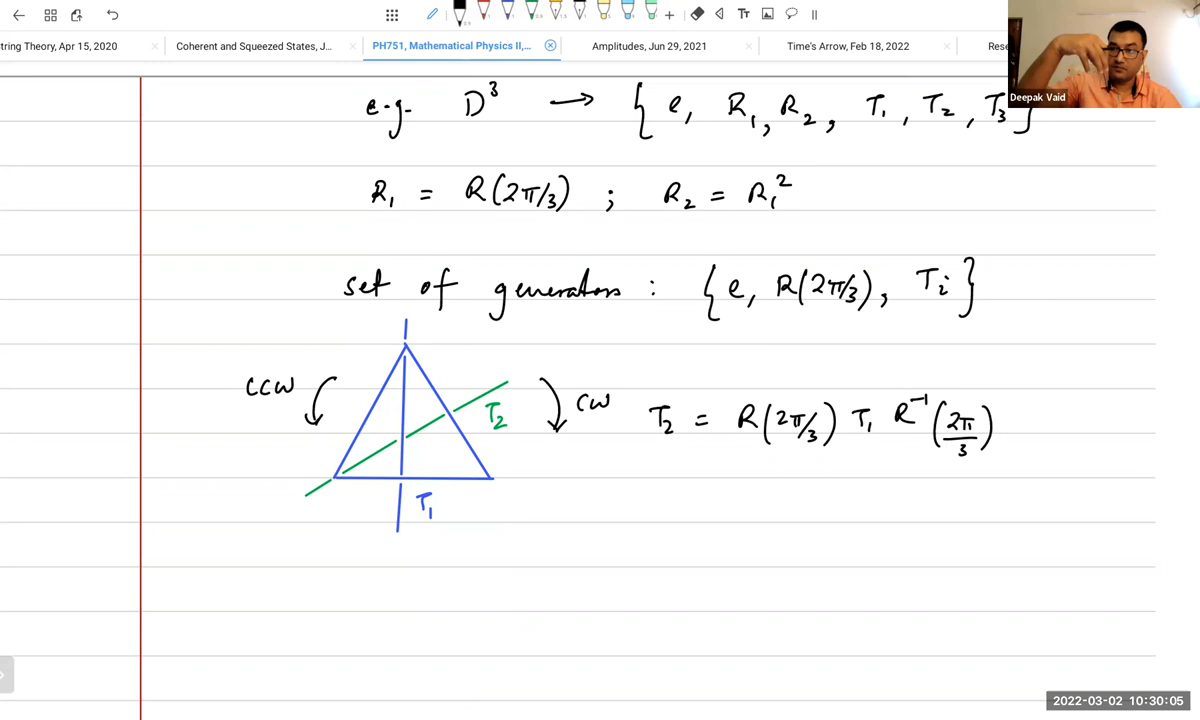 tring Theory, Apr 15, 2020
Coherent and Squeezed States, J...
PH751, Mathematical Physics II,...
Amplitudes, Jun 29, 2021
Time's Arrow, Feb 18, 2022
Rese
Deepak Vaid
e.g. D³ → {e, R₁, R₂, T₁, T₂, T₃}
R₁ = R(2π/3) ; R₂ = R₁²
set of generators : {e, R(2π/3), Tᵢ}
CCW
T₂
CW
T₂ = R(2π/3) T₁ R⁻¹(2π/3)
T₁
2022-03-02 10:30:05